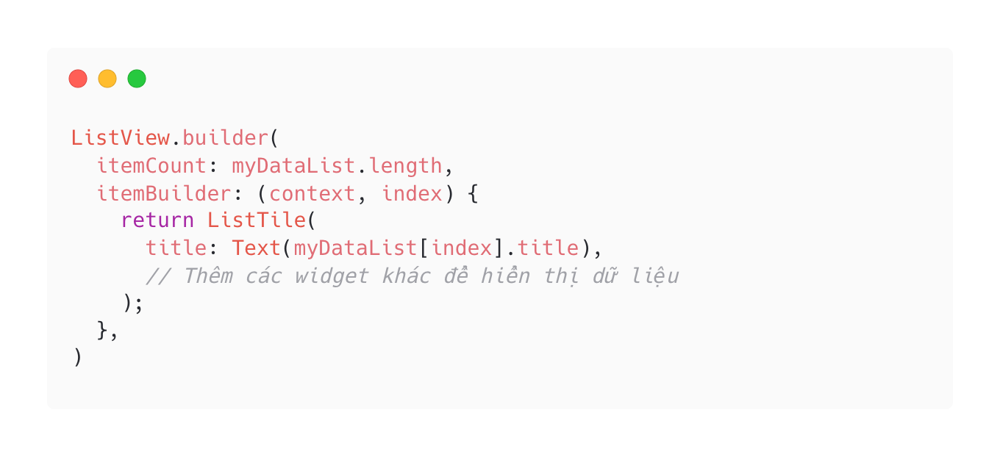 ListView.builder(
  itemCount: myDataList.length,
  itemBuilder: (context, index) {
    return ListTile(
      title: Text(myDataList[index].title),
      // Thêm các widget khác để hiển thị dữ liệu
    );
  },
)